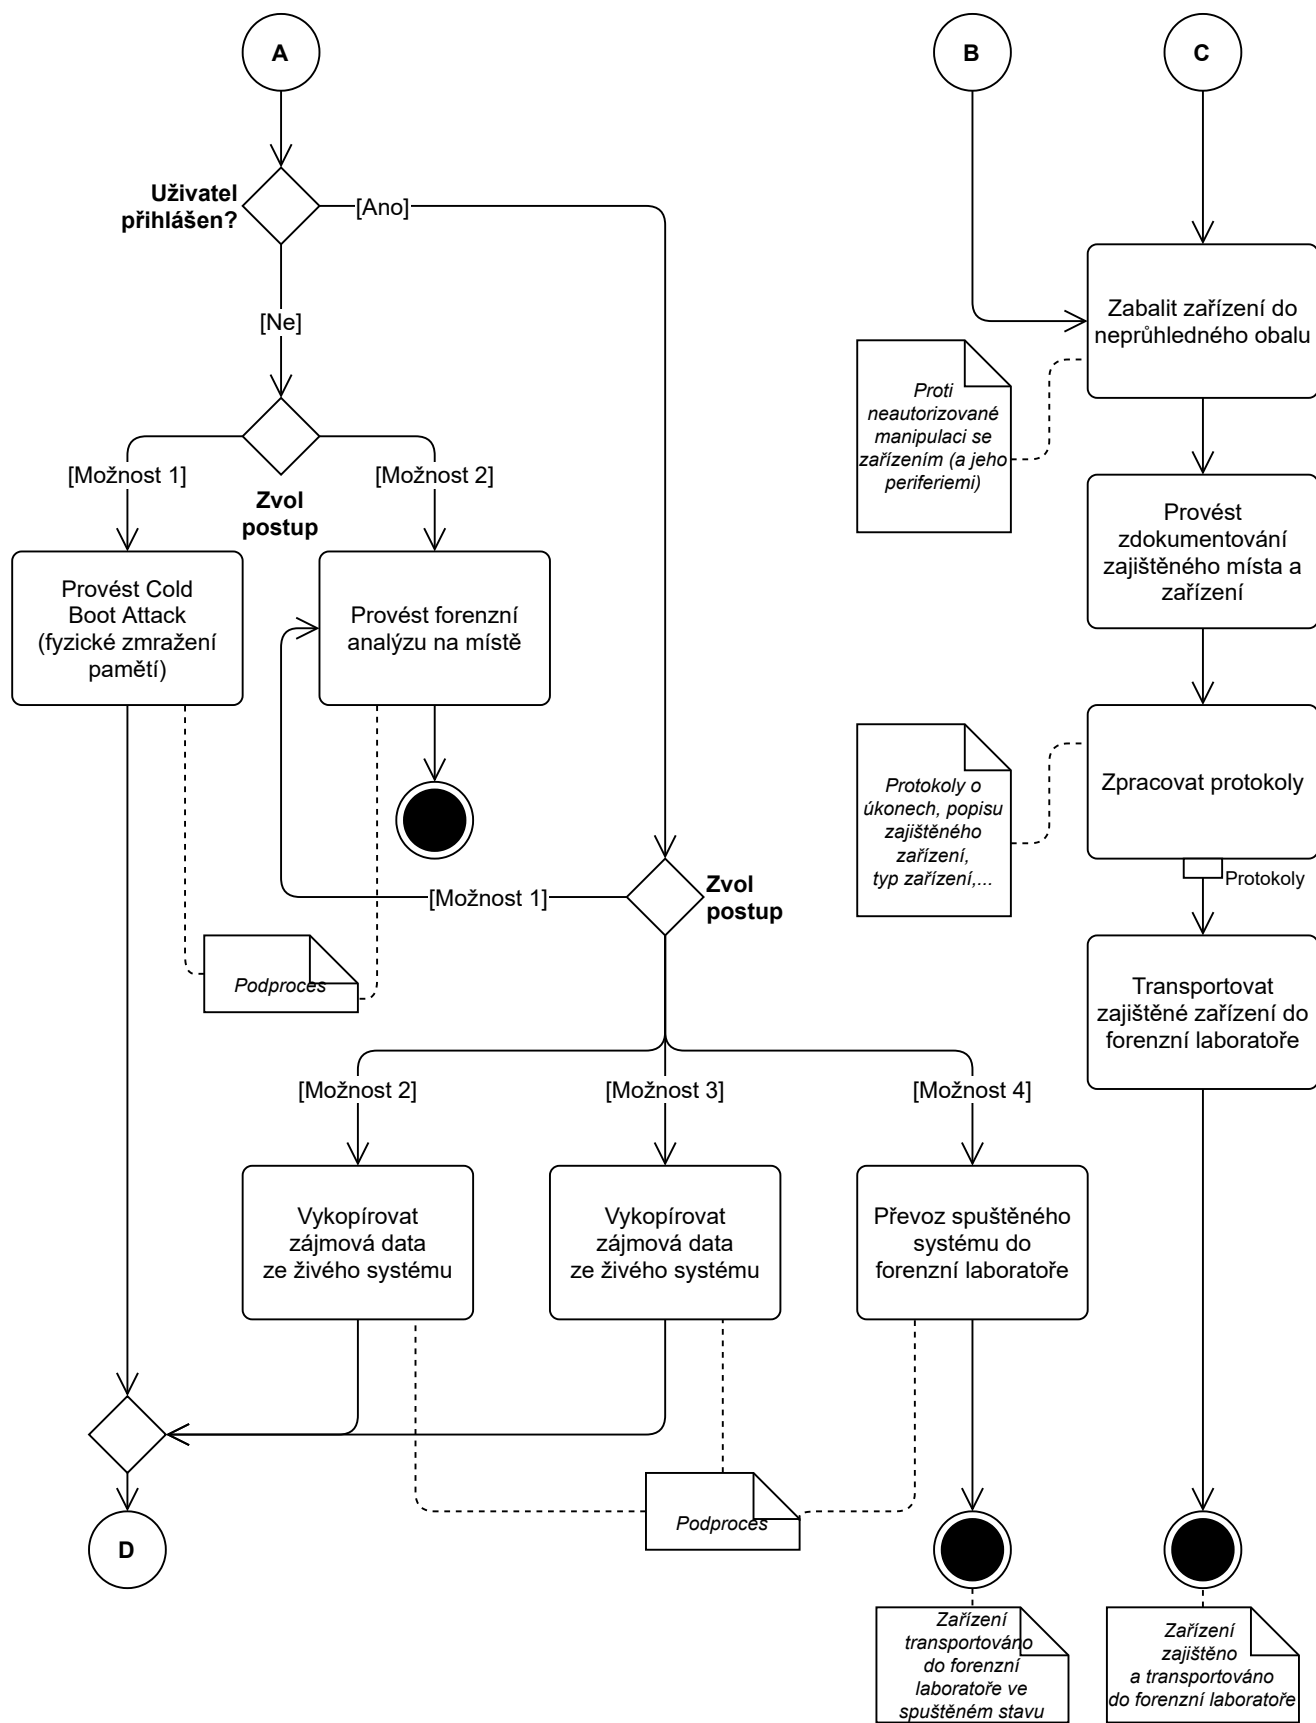 A
B
C
Uživatel
přihlášen?
[Ano]
[Ne]
Zabalit zařízení do
neprůhledného obalu
Proti
neautorizované
manipulaci se
zařízením (a jeho
periferiemi)
[Možnost 1]
[Možnost 2]
Zvol
postup
Provést
zdokumentování
zajištěného místa a
zařízení
Provést Cold
Boot Attack
(fyzické zmražení
pamětí)
Provést forenzní
analýzu na místě
Zpracovat protokoly
Protokoly o
úkonech, popisu
zajištěného
zařízení,
typ zařízení,...
Protokoly
[Možnost 1]
Zvol
postup
Podproces
Transportovat
zajištěné zařízení do
forenzní laboratoře
[Možnost 2]
[Možnost 3]
[Možnost 4]
Vykopírovat
zájmová data
ze živého systému
Vykopírovat
zájmová data
ze živého systému
Převoz spuštěného
systému do
forenzní laboratoře
Podproces
D
Zařízení
transportováno
do forenzní
laboratoře ve
spuštěném stavu
Zařízení
zajištěno
a transportováno
do forenzní laboratoře